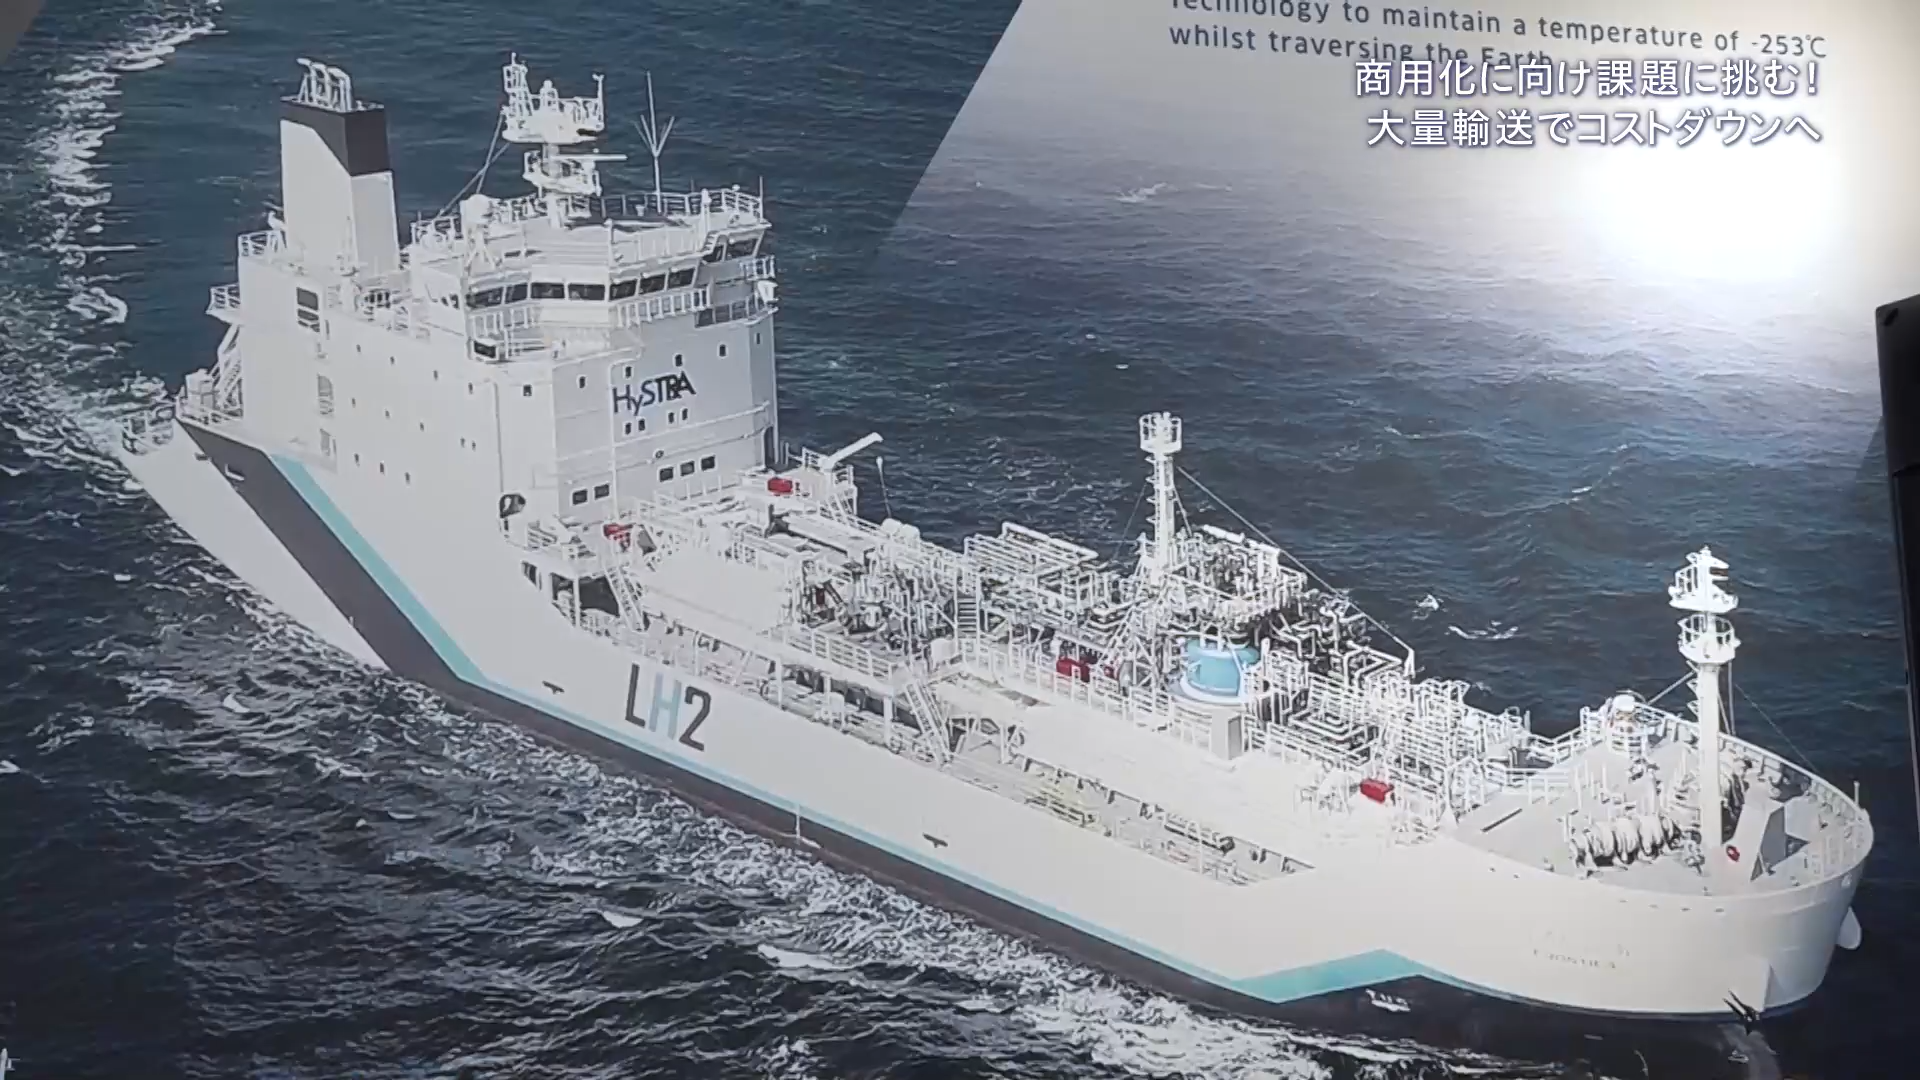 Technology to maintain a temperature of -253℃
whilst traversing the Earth
商用化に向け課題に挑む!
大量輸送でコストダウンへ
HySTRA
LH2